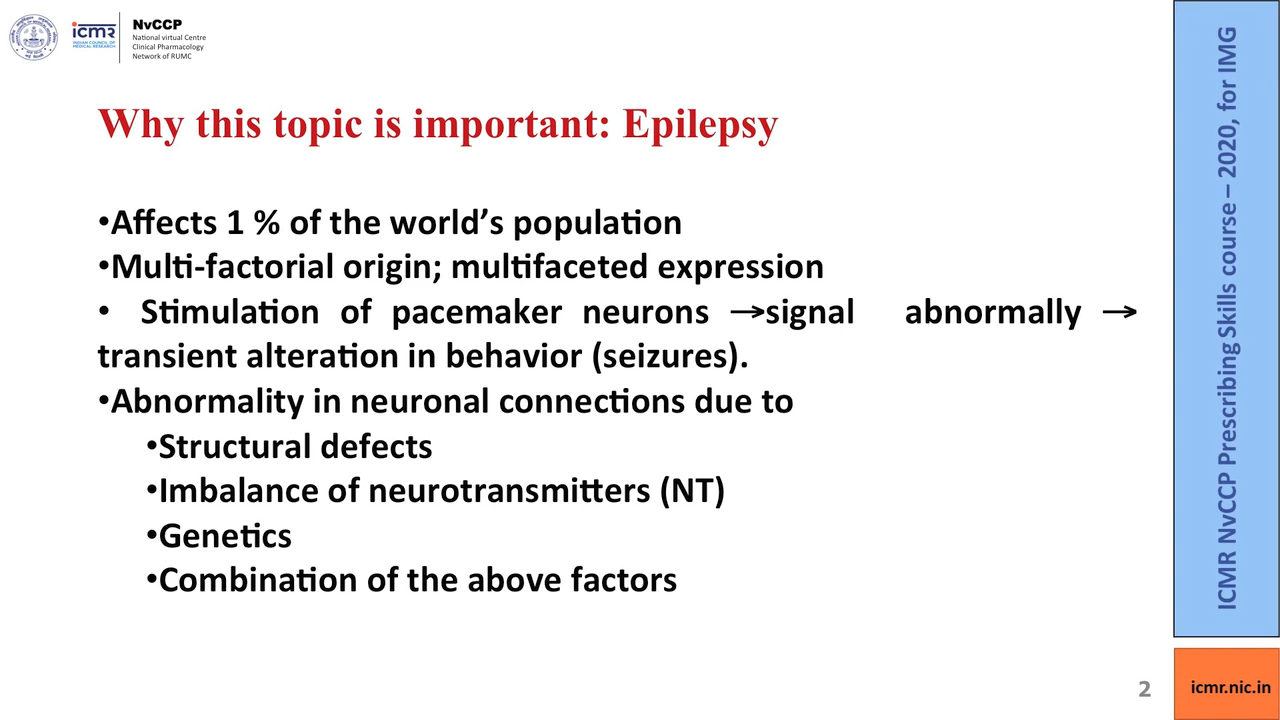 icmr
INDIAN COUNCIL OF
MEDICAL RESEARCH
NvCCP
National virtual Centre
Clinical Pharmacology
Network of RUMC
Why this topic is important: Epilepsy
•Affects 1 % of the world’s population
•Multi-factorial origin; multifaceted expression
• Stimulation of pacemaker neurons →signal abnormally →
transient alteration in behavior (seizures).
•Abnormality in neuronal connections due to
•Structural defects
•Imbalance of neurotransmitters (NT)
•Genetics
•Combination of the above factors
ICMR NvCCP Prescribing Skills course – 2020, for IMG
2
icmr.nic.in